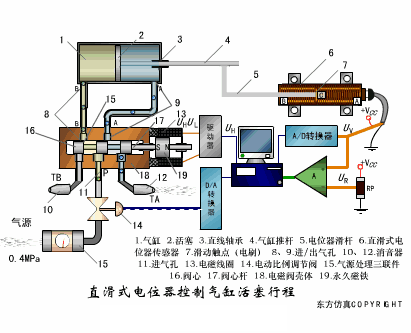 1
2
3
4
6
7
5
B
A
8
15
9
B
A
17
13
U_H U_L
16
S N
驱动器
U_H
A/D转换器
U_V
+V_CC
TB
P
18
12
19
11
10
TA
D/A转换器
A
+V_CC
U_R
RP
气源
14
0.4MPa
15
1.气缸 2.活塞 3.直线轴承 4.气缸推杆 5.电位器滑杆 6.直滑式电
位器传感器 7.滑动触点（电刷） 8、9.进/出气孔 10、12.消音器
11.进气孔 13.电磁线圈 14.电动比例调节阀 15.气源处理三联件
16.阀心 17.阀心杆 18.电磁阀壳体 19.永久磁铁
直滑式电位器控制气缸活塞行程
东方仿真COPYRIGHT